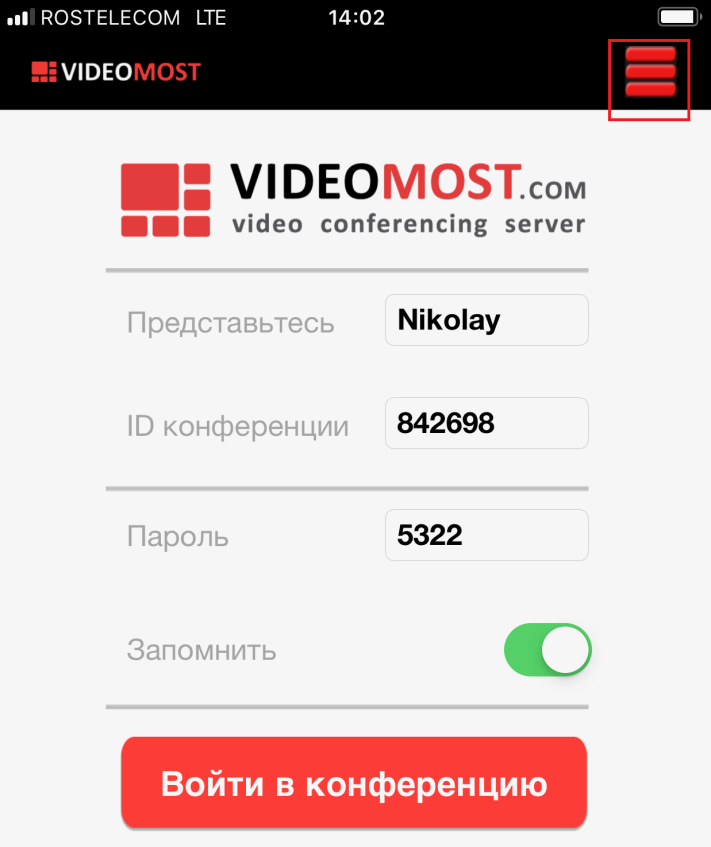 ROSTELECOM LTE 14:02
VIDEOMOST
VIDEOMOST.COM
video conferencing server
Представьтесь Nikolay
ID конференции 842698
Пароль 5322
Запомнить
Войти в конференцию